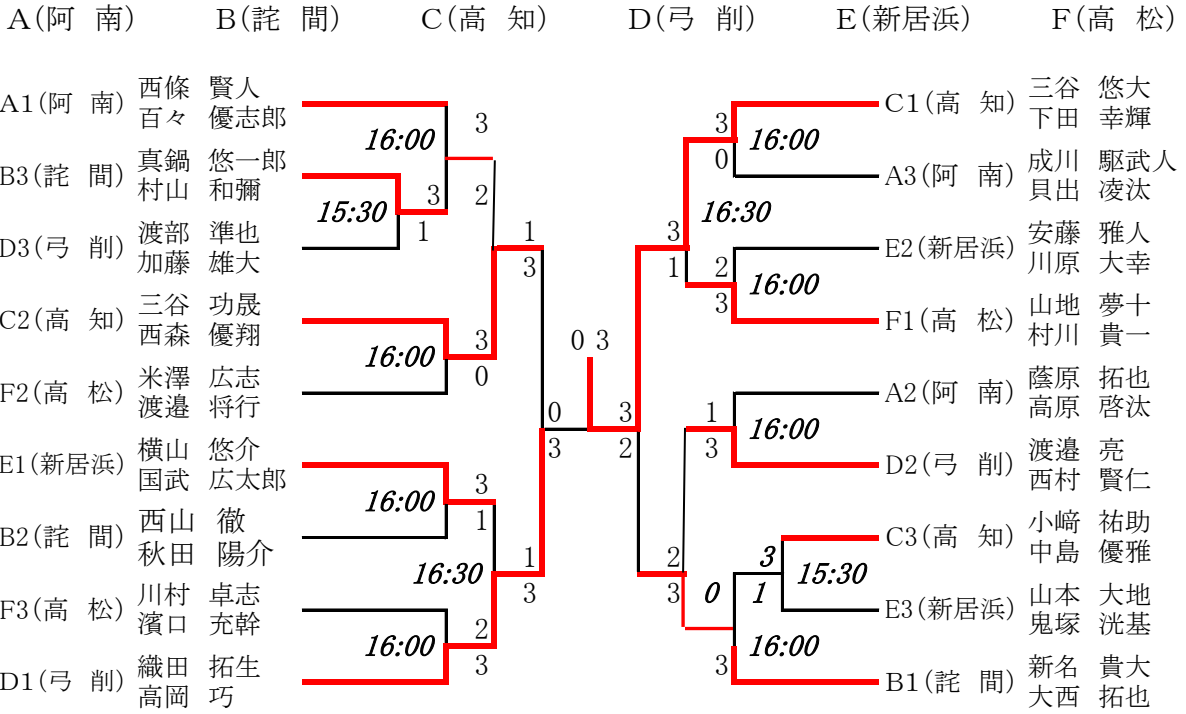 A(阿 南) B(詫 間) C(高 知) D(弓 削) E(新居浜) F(高 松)
A1(阿 南) 西條 賢人
百々 優志郎
B3(詫 間) 真鍋 悠一郎
村山 和彌
D3(弓 削) 渡部 準也
加藤 雄大
C2(高 知) 三谷 功晟
西森 優翔
F2(高 松) 米澤 広志
渡邉 将行
E1(新居浜) 横山 悠介
国武 広太郎
B2(詫 間) 西山 徹
秋田 陽介
F3(高 松) 川村 卓志
濱口 充幹
D1(弓 削) 織田 拓生
高岡 巧
16:00
3
2
15:30
3
1
1
3
16:00
3
0
0
3
16:00
3
1
16:30
1
3
16:00
2
3
0 3
3
2
3
0
16:00
16:30
3
1
2
3
16:00
1
3
16:00
2
3
0
3
1
15:30
16:00
3
C1(高 知) 三谷 悠大
下田 幸輝
A3(阿 南) 成川 駆武人
貝出 凌汰
E2(新居浜) 安藤 雅人
川原 大幸
F1(高 松) 山地 夢十
村川 貴一
A2(阿 南) 蔭原 拓也
高原 啓汰
D2(弓 削) 渡邉 亮
西村 賢仁
C3(高 知) 小﨑 祐助
中島 優雅
E3(新居浜) 山本 大地
鬼塚 洸基
B1(詫 間) 新名 貴大
大西 拓也